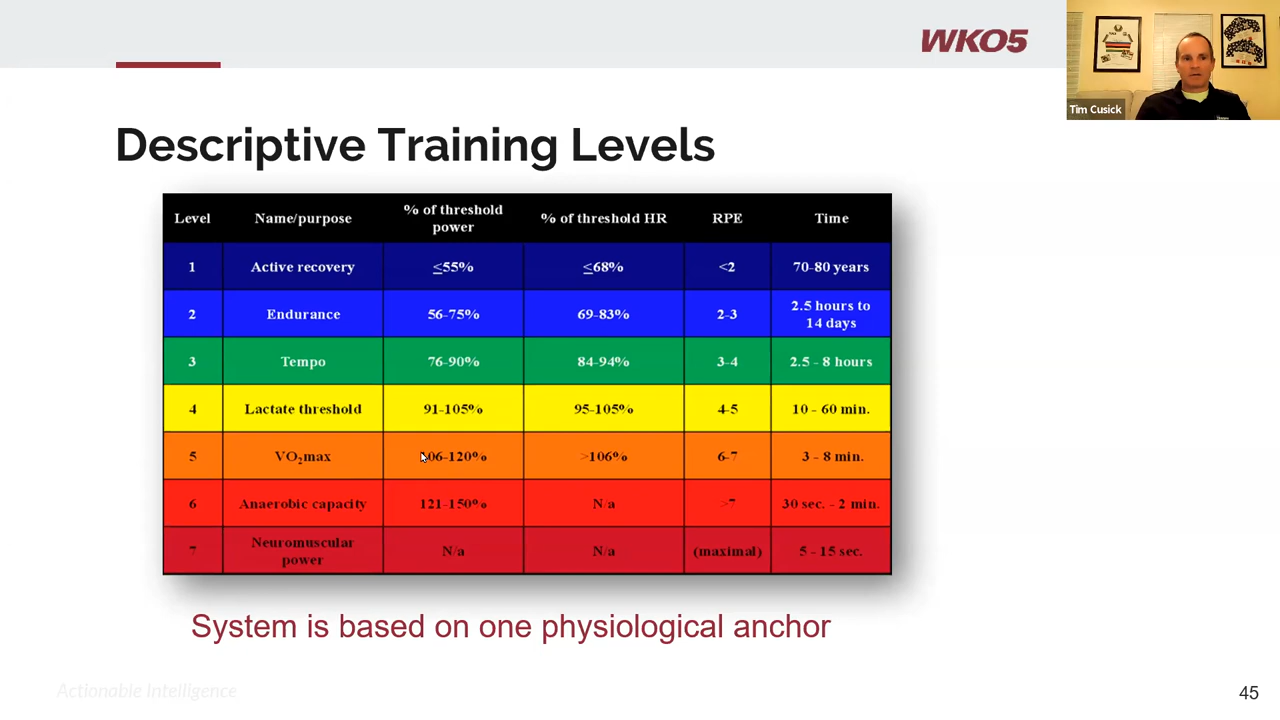 WKO5
Tim Cusick
Descriptive Training Levels
Level Name/purpose % of threshold power % of threshold HR RPE Time
1 Active recovery ≤55% ≤68% <2 70-80 years
2 Endurance 56-75% 69-83% 2-3 2.5 hours to 14 days
3 Tempo 76-90% 84-94% 3-4 2.5 - 8 hours
4 Lactate threshold 91-105% 95-105% 4-5 10 - 60 min.
5 VO₂max 106-120% >106% 6-7 3 - 8 min.
6 Anaerobic capacity 121-150% N/a >7 30 sec. - 2 min.
7 Neuromuscular power N/a N/a (maximal) 5 - 15 sec.
System is based on one physiological anchor
Actionable Intelligence
45